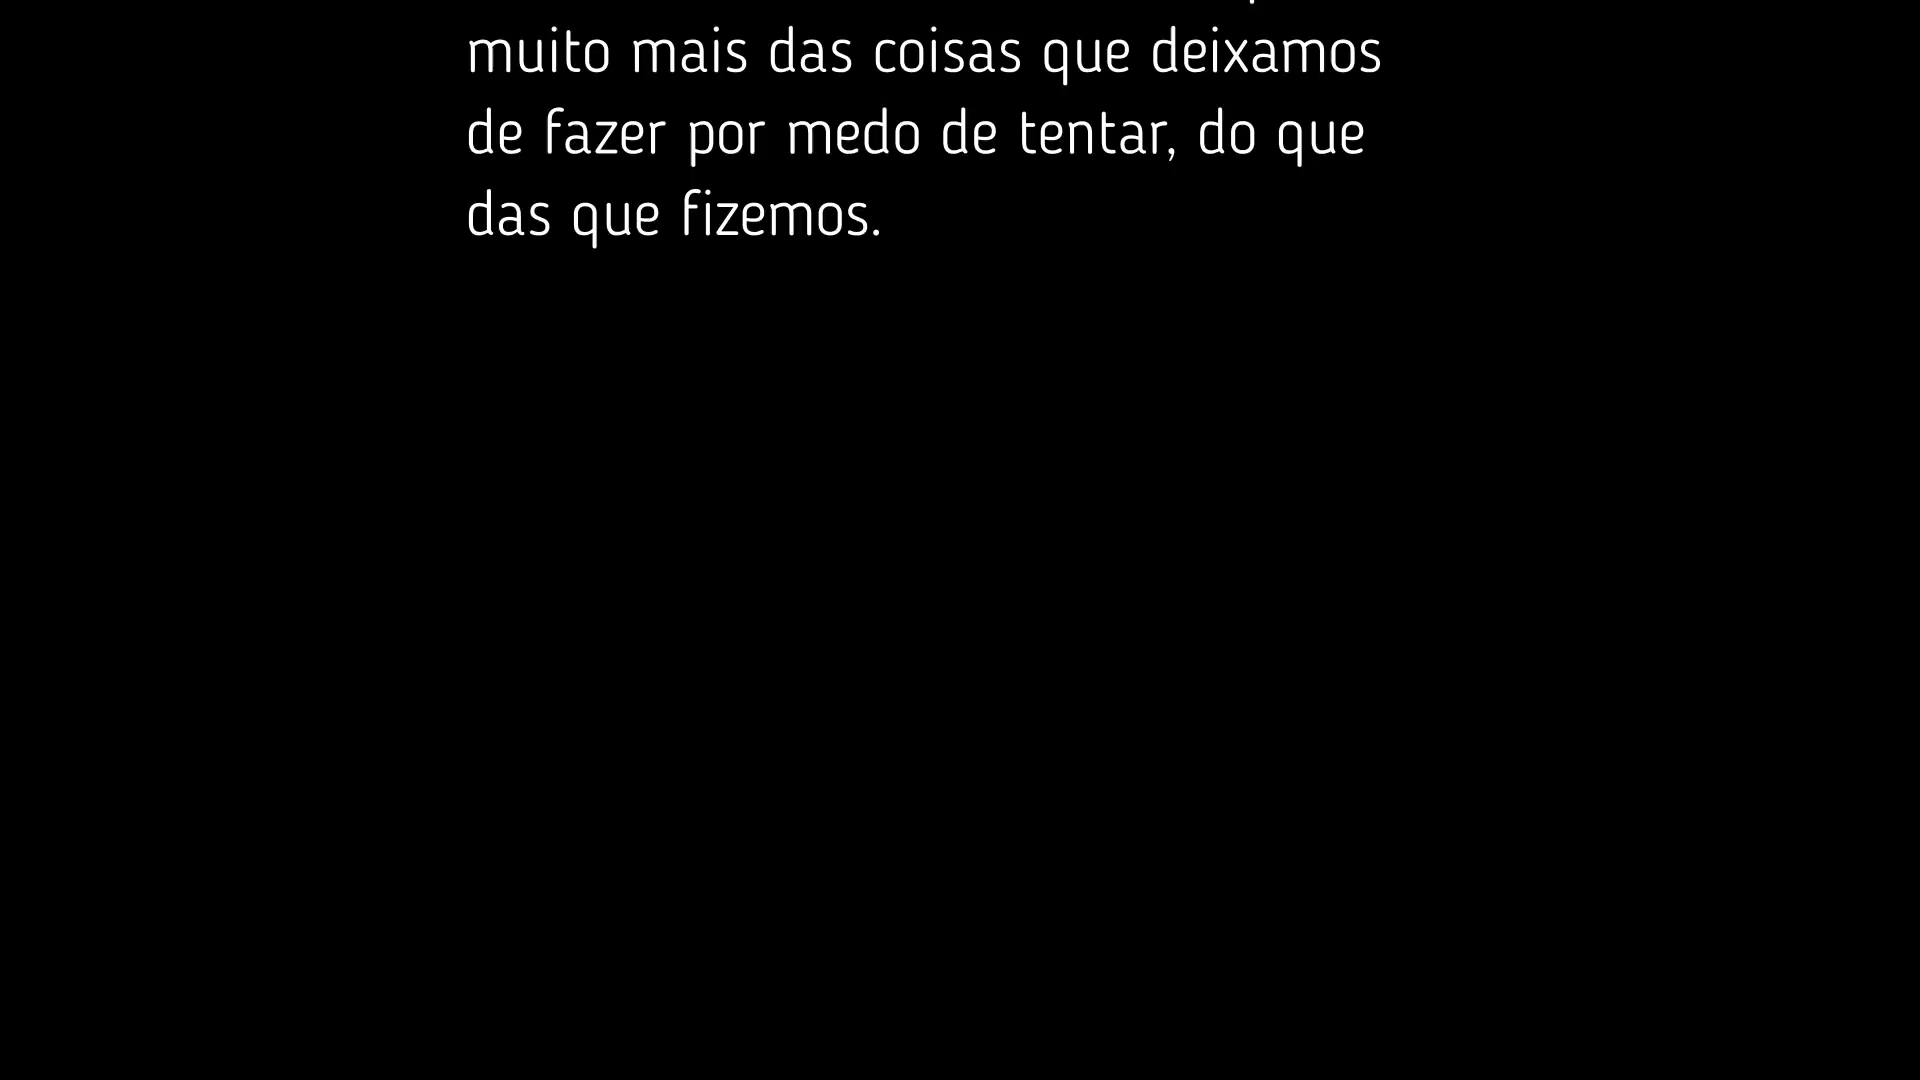 muito mais das coisas que deixamos
de fazer por medo de tentar, do que
das que fizemos.